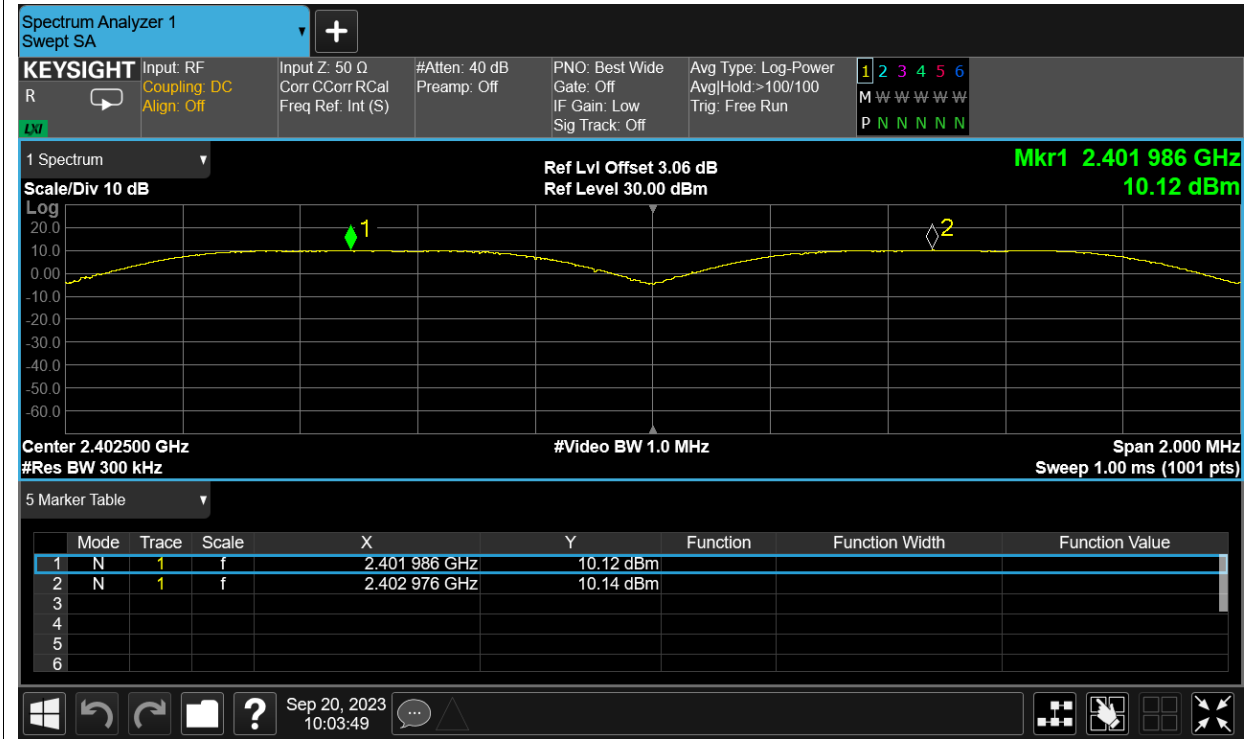 Spectrum Analyzer 1
Swept SA
+
KEYSIGHT
R
LXI
Input: RF
Coupling: DC
Align: Off
Input Z: 50 Ω
Corr CCorr RCal
Freq Ref: Int (S)
#Atten: 40 dB
Preamp: Off
PNO: Best Wide
Gate: Off
IF Gain: Low
Sig Track: Off
Avg Type: Log-Power
Avg|Hold:>100/100
Trig: Free Run
1 2 3 4 5 6
M W W W W W
P N N N N N
1 Spectrum
Scale/Div 10 dB
Ref Lvl Offset 3.06 dB
Ref Level 30.00 dBm
Mkr1 2.401 986 GHz
10.12 dBm
Log
20.0
10.0
0.00
-10.0
-20.0
-30.0
-40.0
-50.0
-60.0
1
2
Center 2.402500 GHz
#Res BW 300 kHz
#Video BW 1.0 MHz
Span 2.000 MHz
Sweep 1.00 ms (1001 pts)
5 Marker Table
Mode Trace Scale X Y Function Function Width Function Value
1 N 1 f 2.401 986 GHz 10.12 dBm
2 N 1 f 2.402 976 GHz 10.14 dBm
3
4
5
6
?
Sep 20, 2023
10:03:49